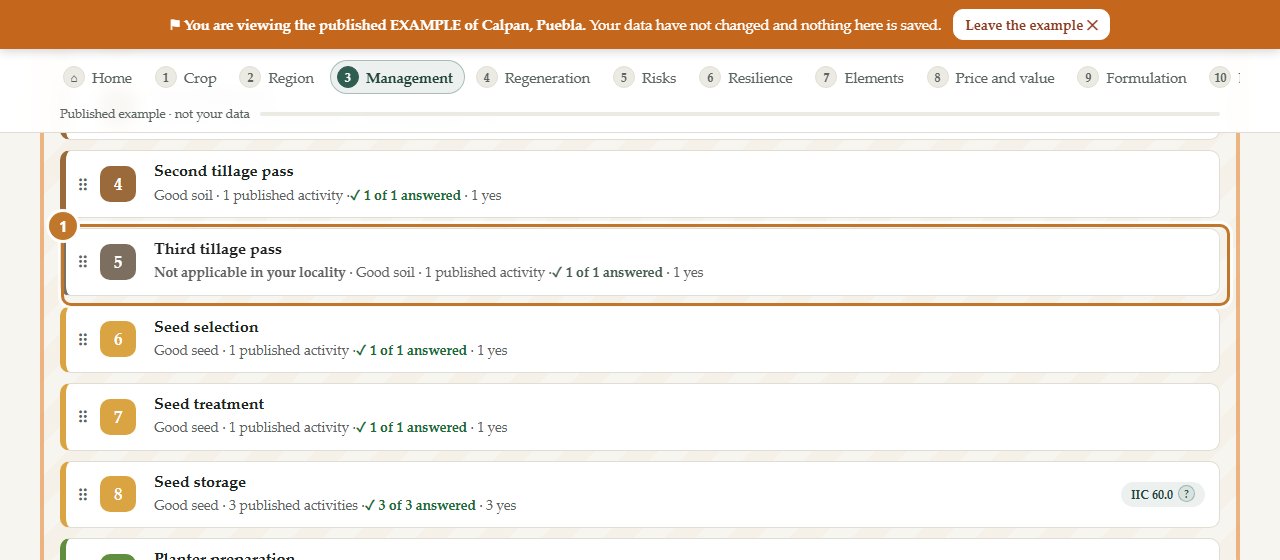 ⚑ You are viewing the published EXAMPLE of Calpan, Puebla. Your data have not changed and nothing here is saved. Leave the example ✕
⌂ Home 1 Crop 2 Region 3 Management 4 Regeneration 5 Risks 6 Resilience 7 Elements 8 Price and value 9 Formulation 10
Published example · not your data
4 Second tillage pass
Good soil · 1 published activity · ✓ 1 of 1 answered · 1 yes
1
5 Third tillage pass
Not applicable in your locality · Good soil · 1 published activity · ✓ 1 of 1 answered · 1 yes
6 Seed selection
Good seed · 1 published activity · ✓ 1 of 1 answered · 1 yes
7 Seed treatment
Good seed · 1 published activity · ✓ 1 of 1 answered · 1 yes
8 Seed storage
Good seed · 3 published activities · ✓ 3 of 3 answered · 3 yes
IIC 60.0 ?
Planter preparation